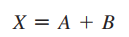 X = A + B